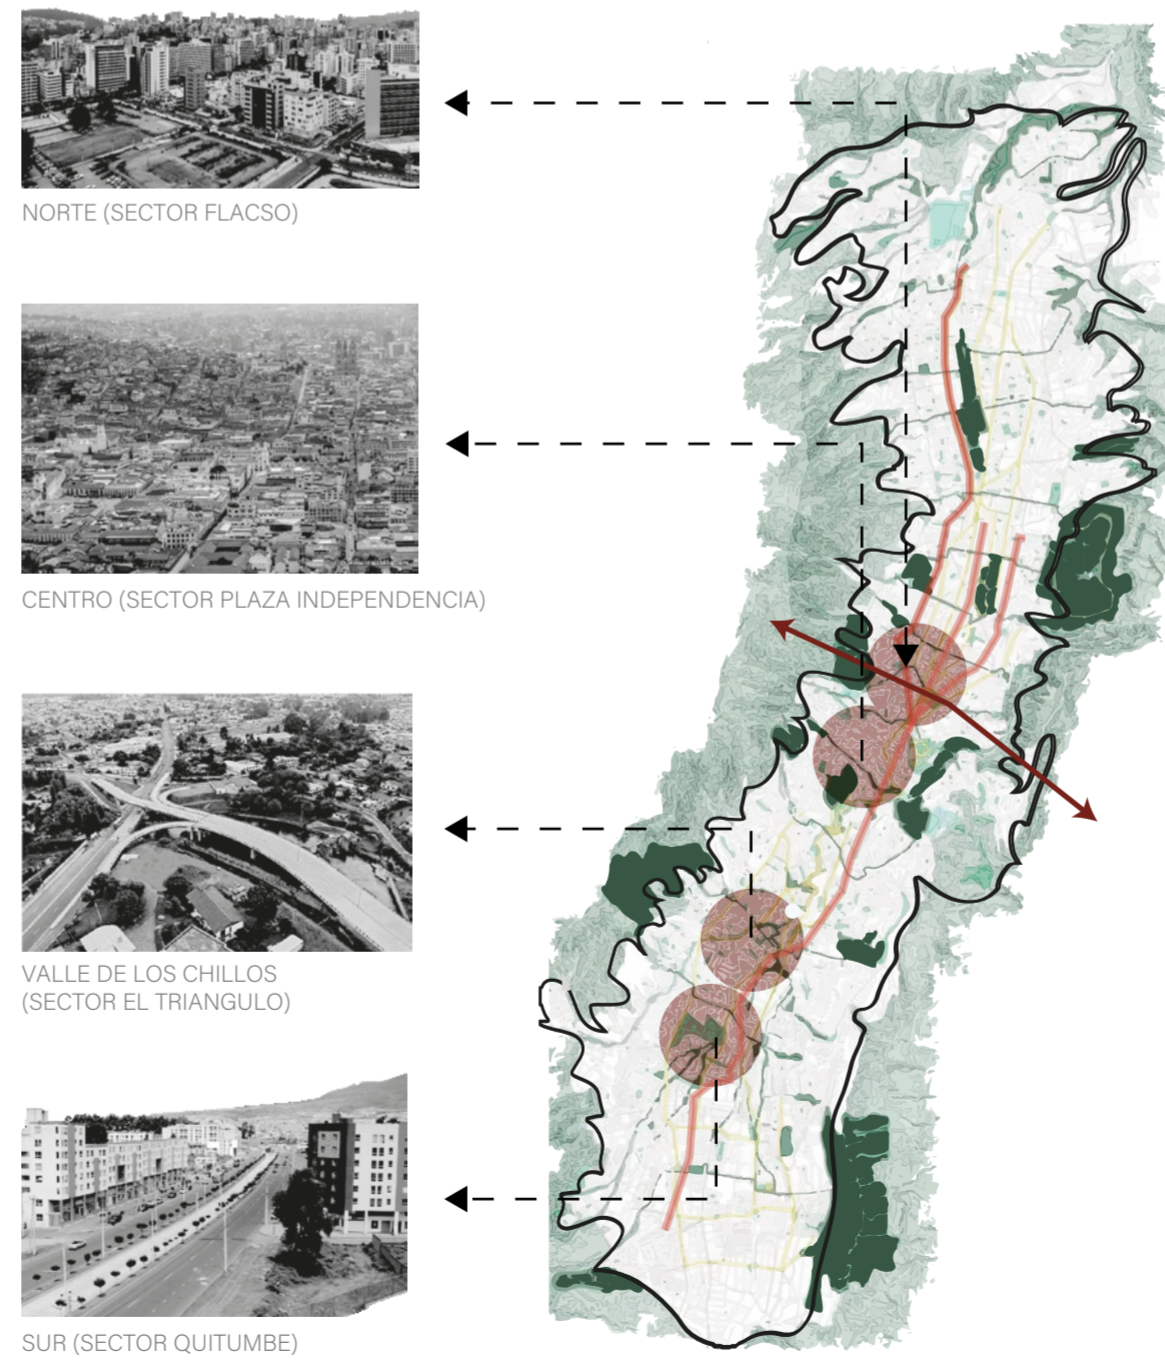 NORTE (SECTOR FLACSO)
CENTRO (SECTOR PLAZA INDEPENDENCIA)
VALLE DE LOS CHILLOS
(SECTOR EL TRIANGULO)
SUR (SECTOR QUITUMBE)